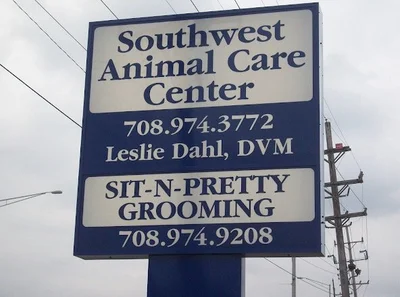 Southwest
Animal Care
Center
708.974.3772
Leslie Dahl, DVM
SIT-N-PRETTY
GROOMING
708.974.9208